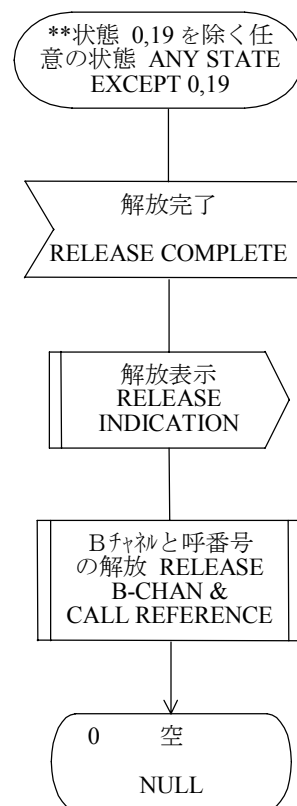 **状態 0,19 を除く任
意の状態 ANY STATE
EXCEPT 0,19
解放完了
RELEASE COMPLETE
解放表示
RELEASE
INDICATION
Bﾁｬﾈﾙと呼番号
の解放 RELEASE
B-CHAN &
CALL REFERENCE
0 空
NULL